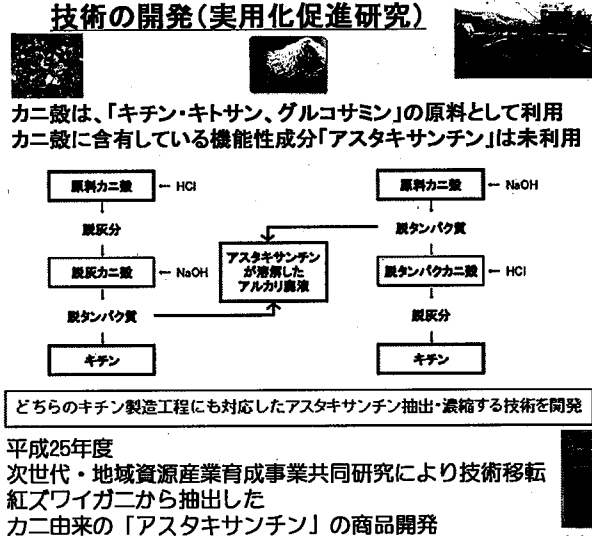 技術の開発(実用化促進研究)
カニ殻は、「キチン・キトサン、グルコサミン」の原料として利用
カニ殻に含有している機能性成分「アスタキサンチン」は未利用
原料カニ殻 ← HCl
脱灰分
脱灰カニ殻 ← NaOH
脱タンパク質
キチン
アスタキサンチン
が溶解した
アルカリ廃液
原料カニ殻 ← NaOH
脱タンパク質
脱タンパクカニ殻 ← HCl
脱灰分
キチン
どちらのキチン製造工程にも対応したアスタキサンチン抽出・濃縮する技術を開発
平成25年度
次世代・地域資源産業育成事業共同研究により技術移転
紅ズワイガニから抽出した
カニ由来の「アスタキサンチン」の商品開発